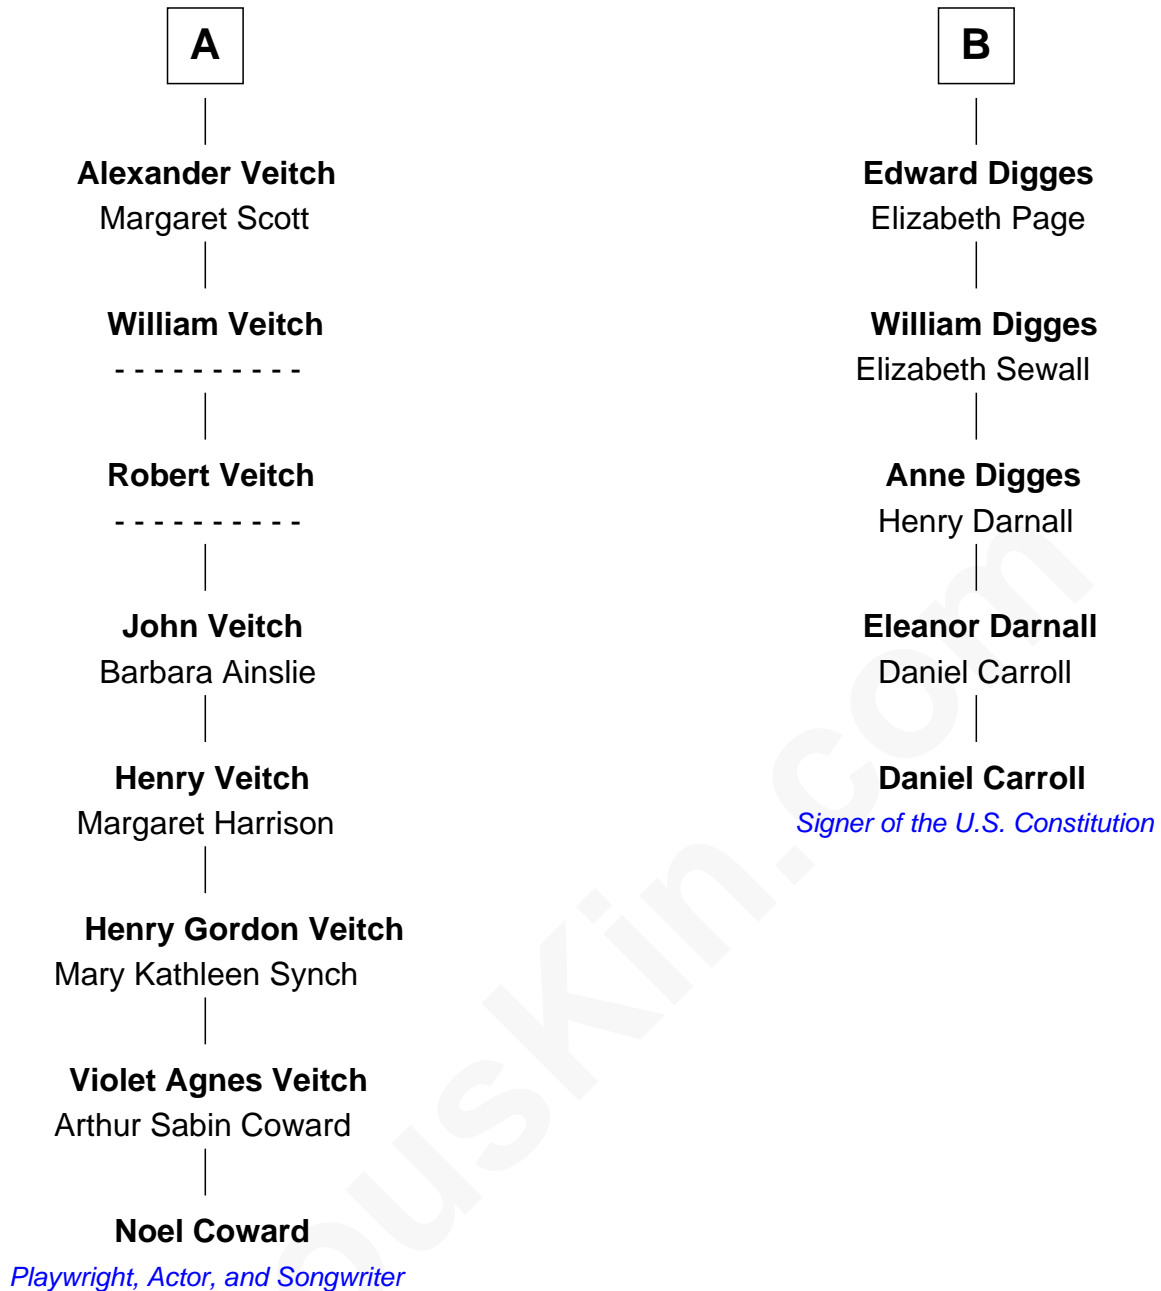 A
Alexander Veitch
Margaret Scott
William Veitch
- - - - - - - - - -
Robert Veitch
- - - - - - - - - -
John Veitch
Barbara Ainslie
Henry Veitch
Margaret Harrison
Henry Gordon Veitch
Mary Kathleen Synch
Violet Agnes Veitch
Arthur Sabin Coward
Noel Coward
Playwright, Actor, and Songwriter
B
Edward Digges
Elizabeth Page
William Digges
Elizabeth Sewall
Anne Digges
Henry Darnall
Eleanor Darnall
Daniel Carroll
Daniel Carroll
Signer of the U.S. Constitution
ousKin.com